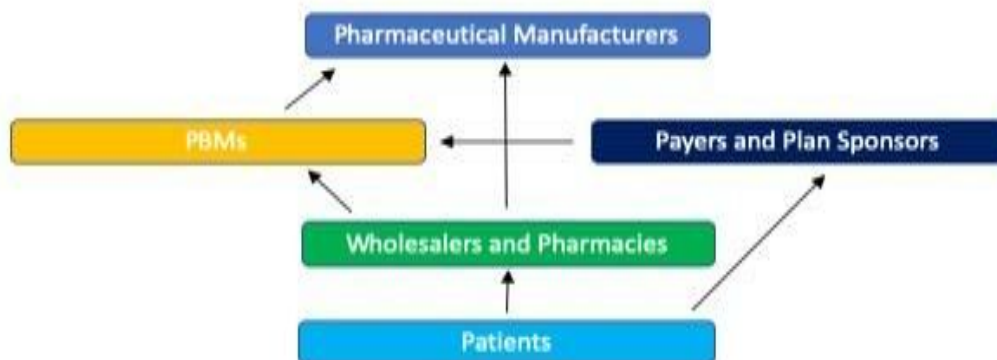 Pharmaceutical Manufacturers
PBMs
Payers and Plan Sponsors
Wholesalers and Pharmacies
Patients